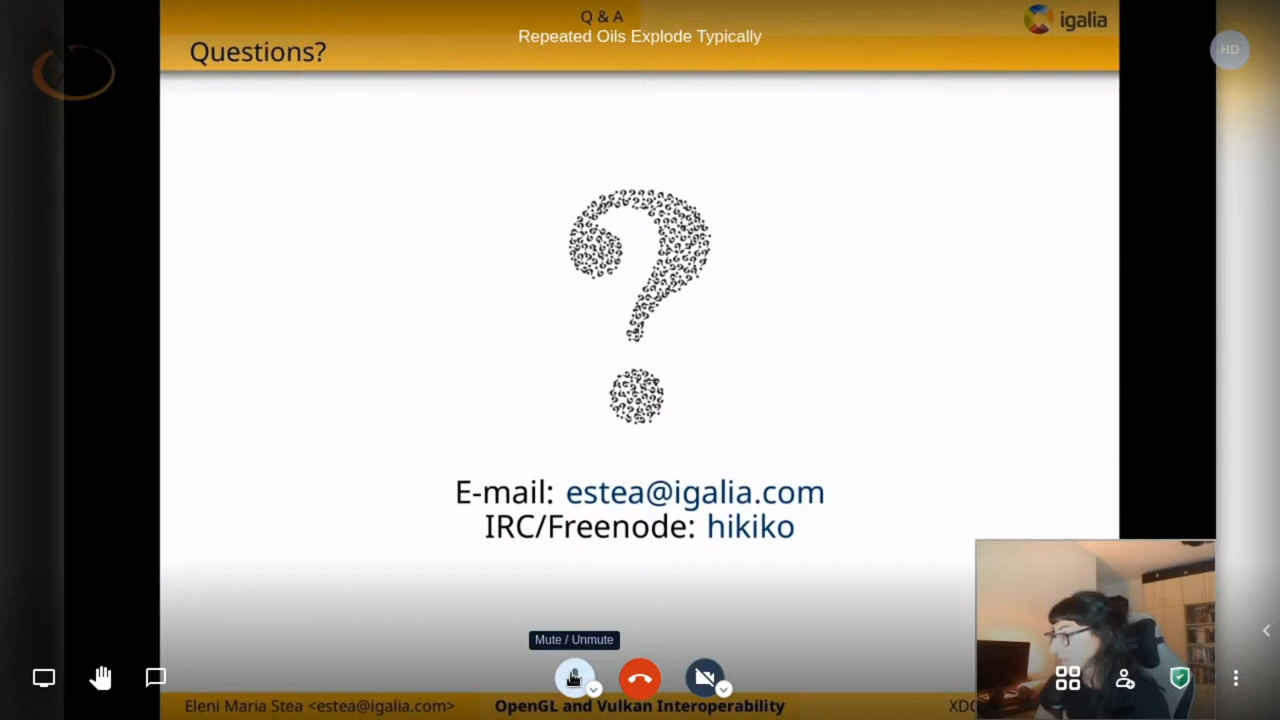 Q & A
Repeated Oils Explode Typically
igalia
Questions?
HD
E-mail: estea@igalia.com
IRC/Freenode: hikiko
Mute / Unmute
Eleni Maria Stea <estea@igalia.com>
OpenGL and Vulkan Interoperability